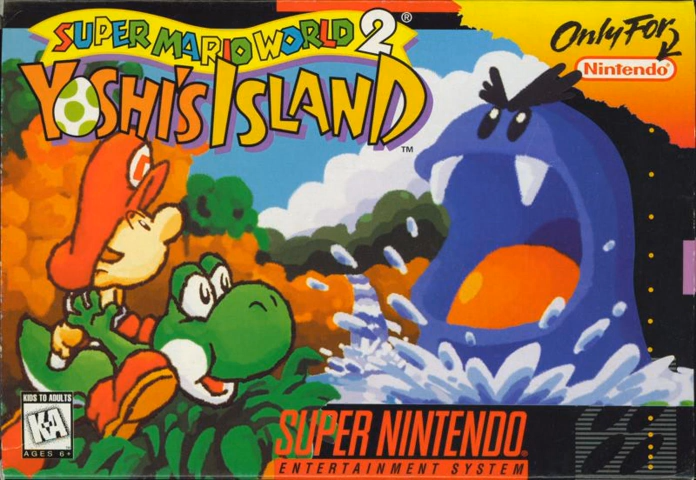 SUPER MARIO WORLD 2®
YOSHI'S ISLAND
™
Only For
Nintendo®
KIDS TO ADULTS
KA
AGES 6+
SUPER NINTENDO®
ENTERTAINMENT SYSTEM